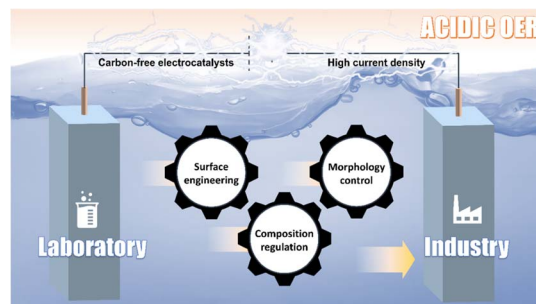 ACIDIC OER
Carbon-free electrocatalysts
High current density
Surface
engineering
Morphology
control
Composition
regulation
Laboratory
Industry